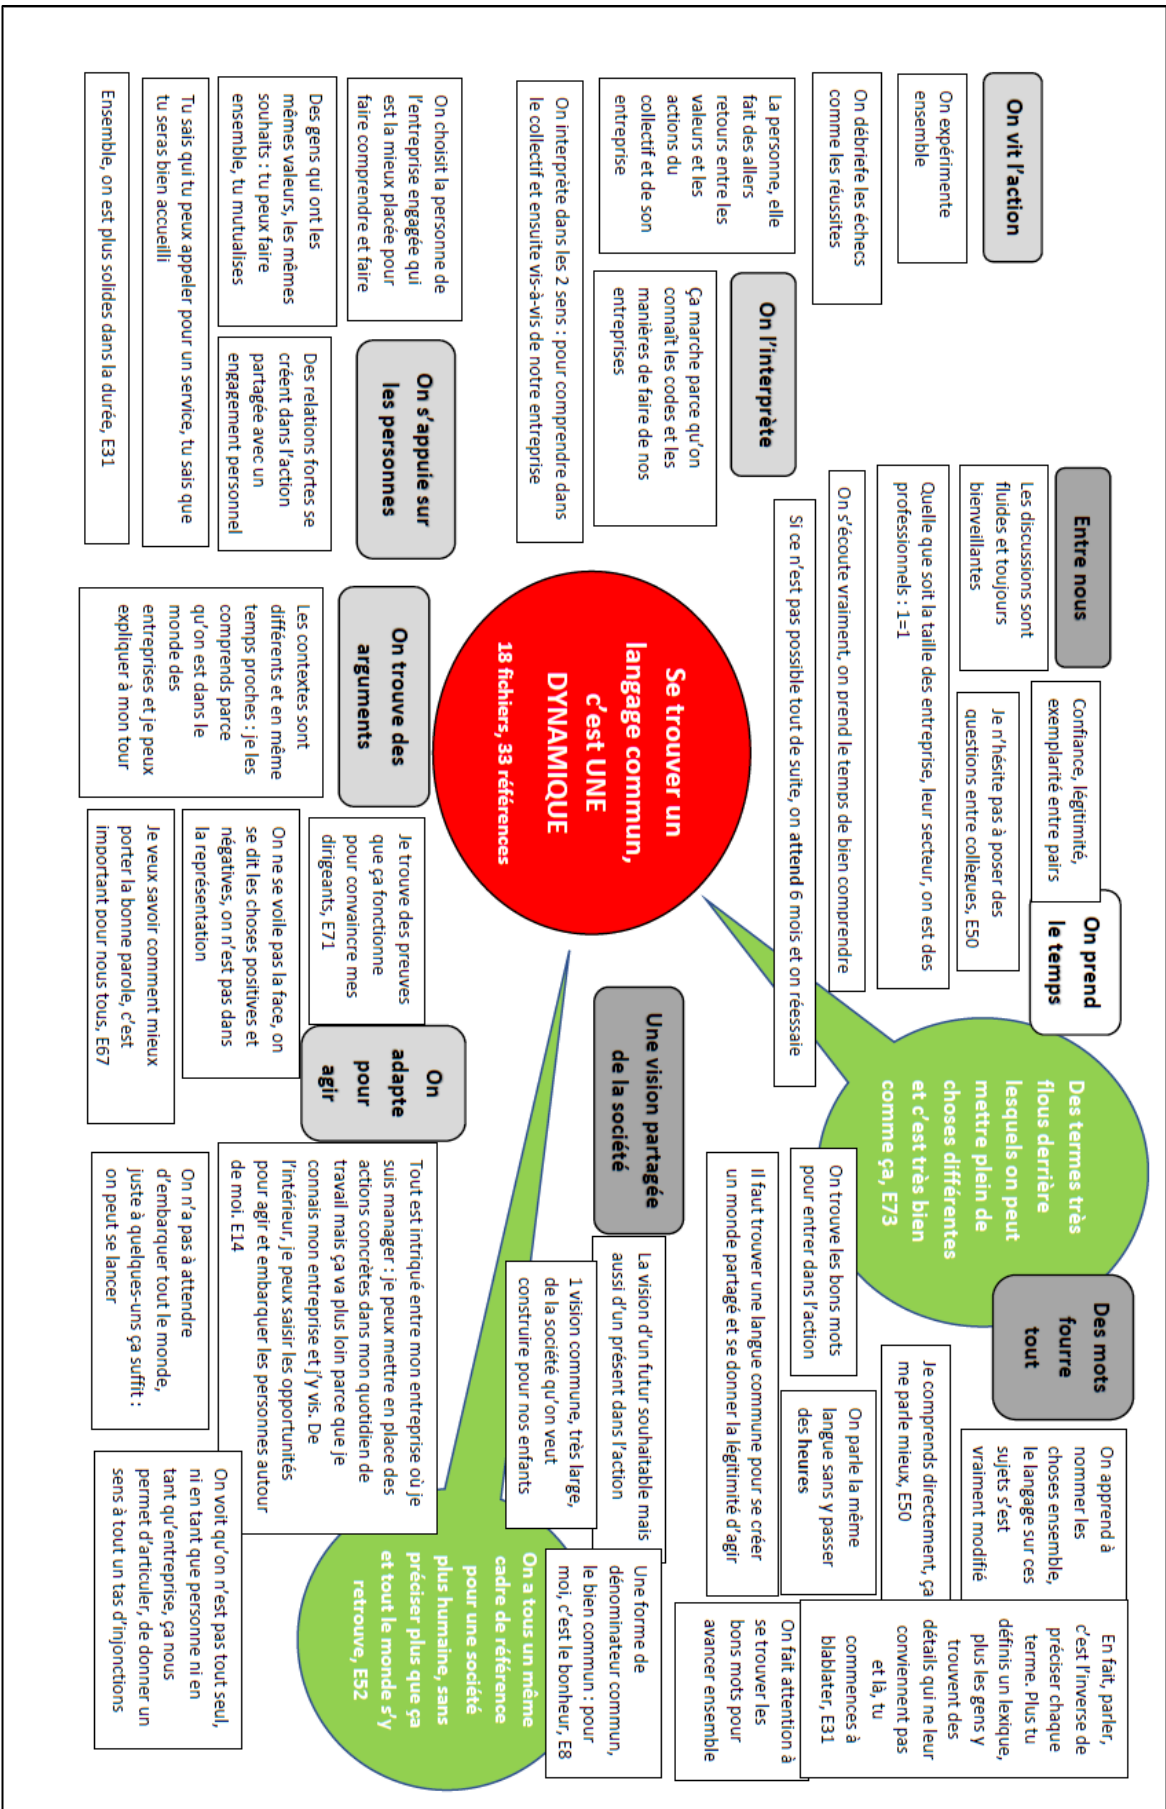 On vit l'action
On expérimente
ensemble
On débriefe les échecs
comme les réussites
La personne, elle
fait des allers
retours entre les
valeurs et les
actions du
collectif et de son
entreprise
On l'interprète
Ça marche parce qu'on
connaît les codes et les
manières de faire de nos
entreprises
On interprète dans les 2 sens : pour comprendre dans
le collectif et ensuite vis-à-vis de notre entreprise
On choisit la personne de
l'entreprise engagée qui
est la mieux placée pour
faire comprendre et faire
Des gens qui ont les
mêmes valeurs, les mêmes
souhaits : tu peux faire
ensemble, tu mutualises
On s'appuie sur
les personnes
Des relations fortes se
créent dans l'action
partagée avec un
engagement personnel
Tu sais qui tu peux appeler pour un service, tu sais que
tu seras bien accueilli
Ensemble, on est plus solides dans la durée, E31
Entre nous
Les discussions sont
fluides et toujours
bienveillantes
Confiance, légitimité,
exemplarité entre pairs
Je n'hésite pas à poser des
questions entre collègues, E50
Quelle que soit la taille des entreprise, leur secteur, on est des
professionnels : 1=1
On prend
le temps
On s'écoute vraiment, on prend le temps de bien comprendre
Si ce n'est pas possible tout de suite, on attend 6 mois et on réessaie
Se trouver un
langage commun,
c'est UNE
DYNAMIQUE
18 fichiers, 33 références
On trouve des
arguments
Les contextes sont
différents et en même
temps proches : je les
comprends parce
qu'on est dans le
monde des
entreprises et je peux
expliquer à mon tour
Je trouve des preuves
que ça fonctionne
pour convaincre mes
dirigeants, E71
On ne se voile pas la face, on
se dit les choses positives et
négatives, on n'est pas dans
la représentation
Je veux savoir comment mieux
porter la bonne parole, c'est
important pour nous tous, E67
Des termes très
flous derrière
lesquels on peut
mettre plein de
choses différentes
et c'est très bien
comme ça, E73
Des mots
fourre
tout
On apprend à
nommer les
choses ensemble,
le langage sur ces
sujets s'est
vraiment modifié
En fait, parler,
c'est l'inverse de
préciser chaque
terme. Plus tu
définis un lexique,
plus les gens y
trouvent des
détails qui ne leur
conviennent pas
et là, tu
commences à
blablater, E31
Je comprends directement, ça
me parle mieux, E50
On trouve les bons mots
pour entrer dans l'action
On parle la même
langue sans y passer
des heures
Il faut trouver une langue commune pour se créer
un monde partagé et se donner la légitimité d'agir
On fait attention à
se trouver les
bons mots pour
avancer ensemble
Une vision partagée
de la société
La vision d'un futur souhaitable mais
aussi d'un présent dans l'action
1 vision commune, très large,
de la société qu'on veut
construire pour nos enfants
Une forme de
dénominateur commun,
le bien commun : pour
moi, c'est le bonheur, E8
On a tous un même
cadre de référence
pour une société
plus humaine, sans
préciser plus que ça
et tout le monde s'y
retrouve, E52
On
adapte
pour
agir
Tout est intriqué entre mon entreprise où je
suis manager : je peux mettre en place des
actions concrètes dans mon quotidien de
travail mais ça va plus loin parce que je
connais mon entreprise et j'y vis. De
l'intérieur, je peux saisir les opportunités
pour agir et embarquer les personnes autour
de moi. E14
On n'a pas à attendre
d'embarquer tout le monde,
juste à quelques-uns ça suffit :
on peut se lancer
On voit qu'on n'est pas tout seul,
ni en tant que personne ni en
tant qu'entreprise, ça nous
permet d'articuler, de donner un
sens à tout un tas d'injonctions